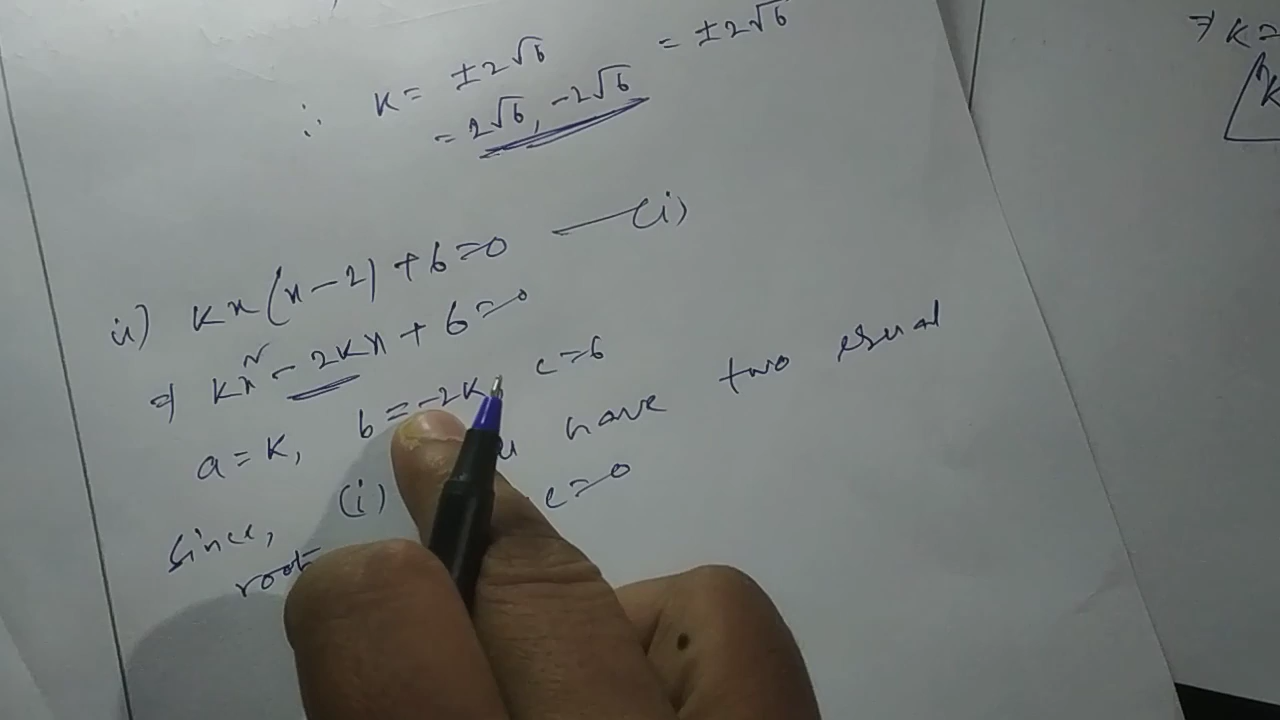 ∴ K = ±2√6 = ±2√6
= 2√6, -2√6
ii) Kx(x-2)+6=0 —(i)
⇒ Kx² - 2Kx + 6=0
a=K, b=-2K, c=6
Since, (i) have two equal
root c=0
⇒ K=
K